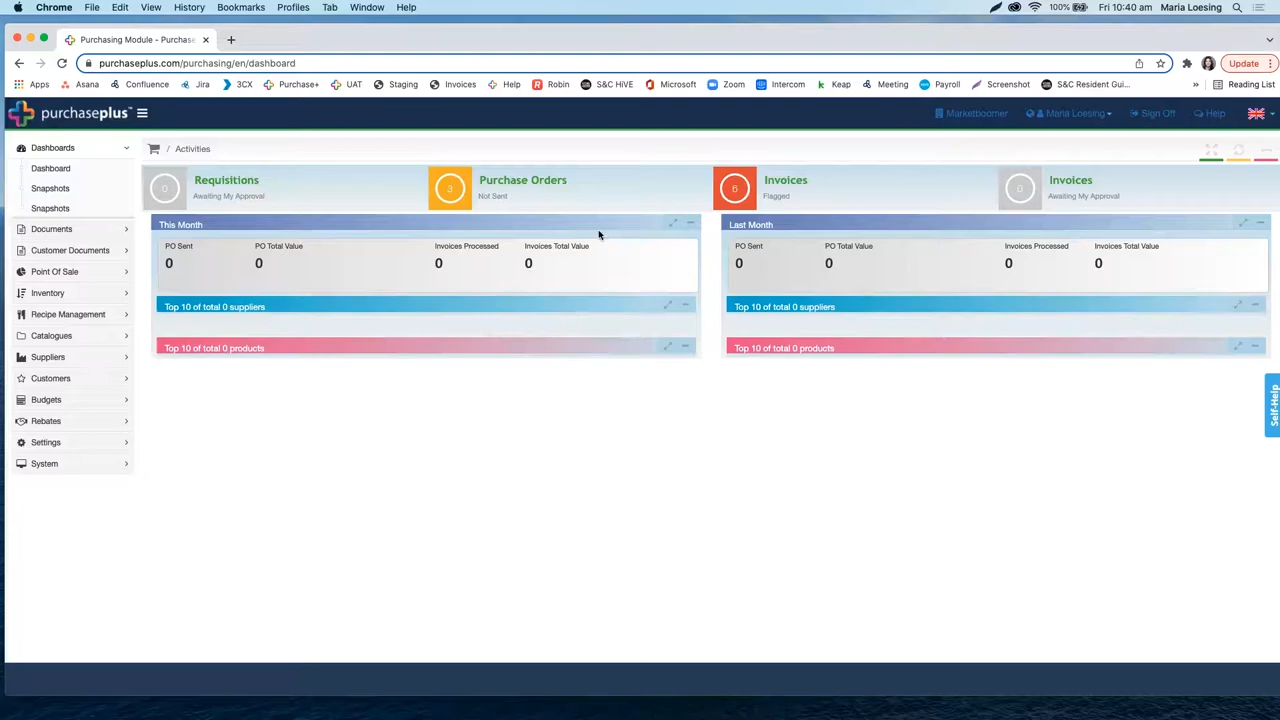 Chrome File Edit View History Bookmarks Profiles Tab Window Help 100% Fri 10:40 am Maria Loesing
Purchasing Module - Purchase
purchaseplus.com/purchasing/en/dashboard Update
Apps Asana Confluence Jira 3CX Purchase+ UAT Staging Invoices Help Robin S&C HiVE Microsoft Zoom Intercom Keap Meeting Payroll Screenshot S&C Resident Gui... » Reading List
purchaseplus™ Marketboomer Maria Loesing Sign Off Help
Dashboards
Dashboard
Snapshots
Snapshots
Documents
Customer Documents
Point Of Sale
Inventory
Recipe Management
Catalogues
Suppliers
Customers
Budgets
Rebates
Settings
System
/ Activities
0 Requisitions
Awaiting My Approval
3 Purchase Orders
Not Sent
6 Invoices
Flagged
0 Invoices
Awaiting My Approval
This Month
PO Sent PO Total Value Invoices Processed Invoices Total Value
0 0 0 0
Top 10 of total 0 suppliers
Top 10 of total 0 products
Last Month
PO Sent PO Total Value Invoices Processed Invoices Total Value
0 0 0 0
Top 10 of total 0 suppliers
Top 10 of total 0 products
Self-Help